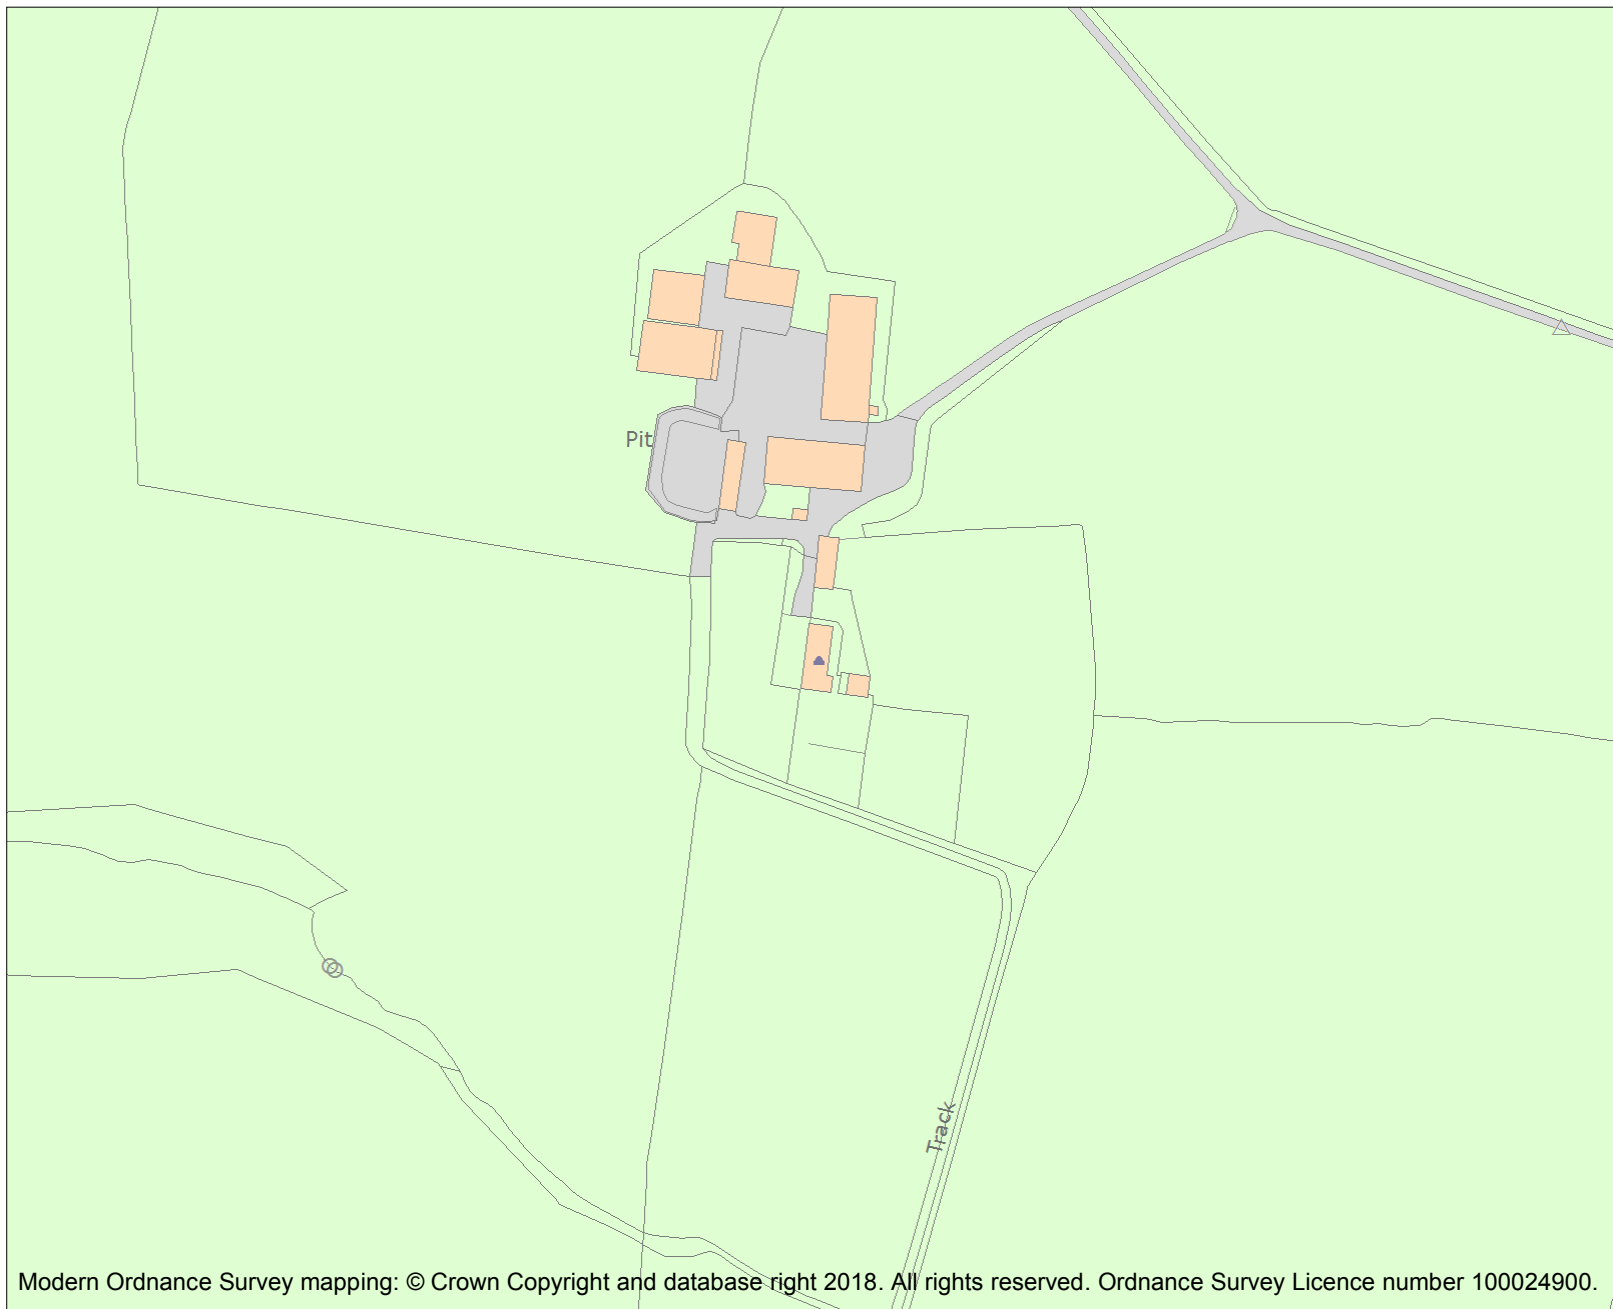 Pit
Track
Modern Ordnance Survey mapping: © Crown Copyright and database right 2018. All rights reserved. Ordnance Survey Licence number 100024900.